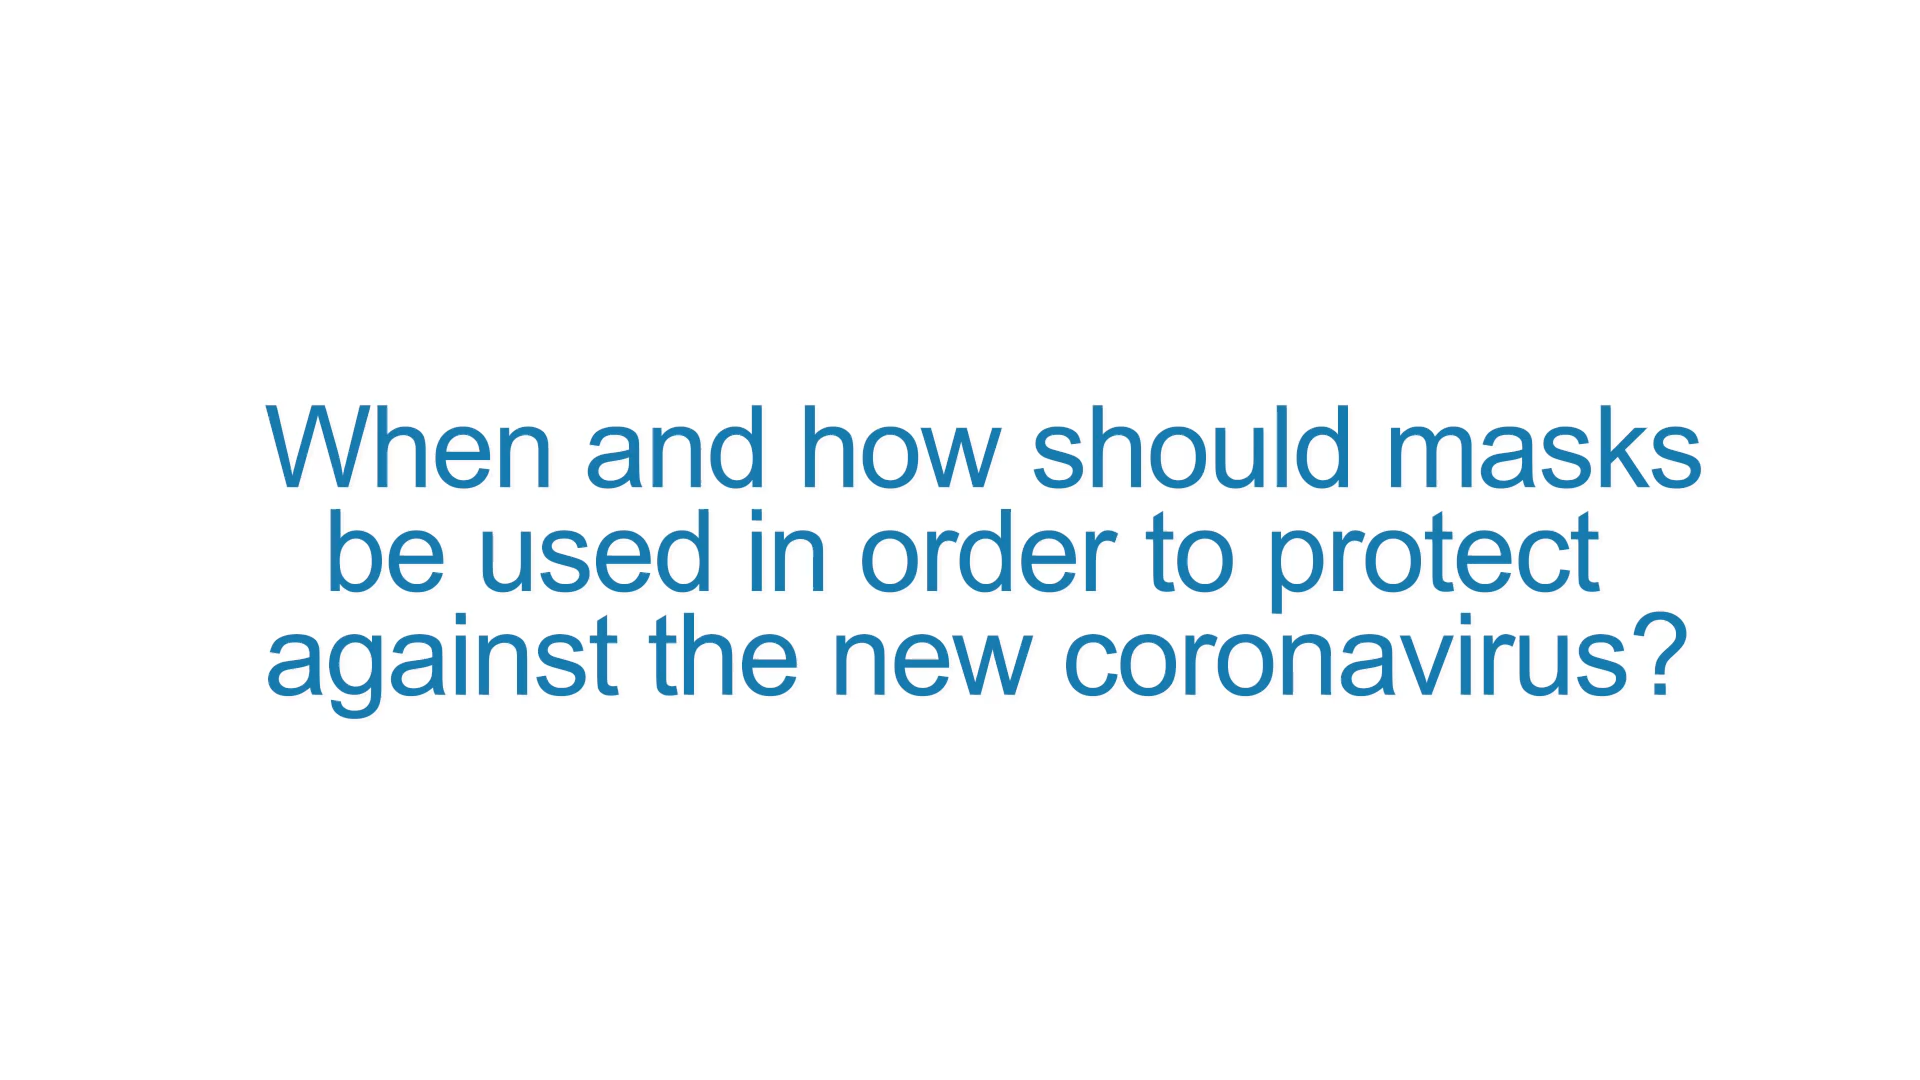 When and how should masks
be used in order to protect
against the new coronavirus?